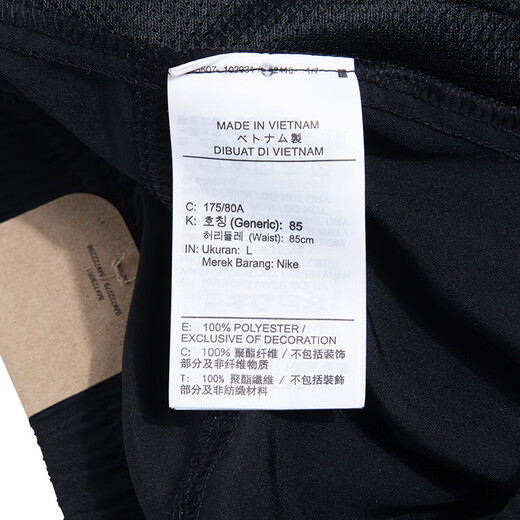 MADE IN VIETNAM
ベトナム製
DIBUAT DI VIETNAM
C: 175/80A
K: 호칭 (Generic): 85
허리둘레 (Waist): 85cm
IN: Ukuran: L
Merek Barang: Nike
E: 100% POLYESTER /
EXCLUSIVE OF DECORATION
C: 100% 聚酯纤维 / 不包括装饰
部分及非纤维物质
T: 100% 聚酯纖維 / 不包括裝飾
部分及非紡織材料